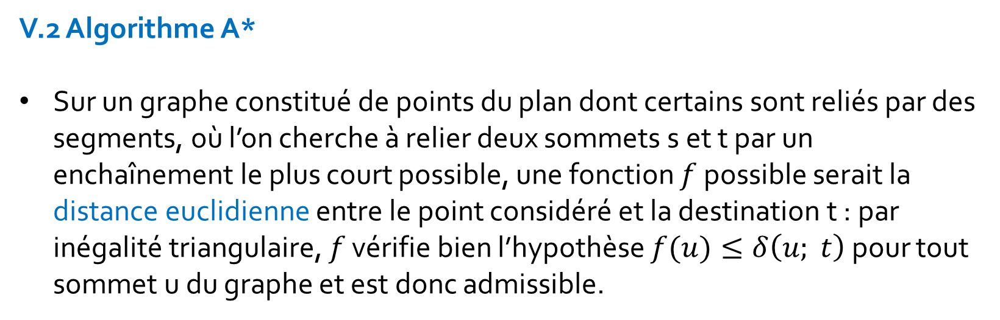 V.2 Algorithme A*
• Sur un graphe constitué de points du plan dont certains sont reliés par des
segments, où l’on cherche à relier deux sommets s et t par un
enchaînement le plus court possible, une fonction 𝑓 possible serait la
distance euclidienne entre le point considéré et la destination t : par
inégalité triangulaire, 𝑓 vérifie bien l’hypothèse 𝑓(𝑢) ≤ 𝛿(𝑢; 𝑡) pour tout
sommet u du graphe et est donc admissible.